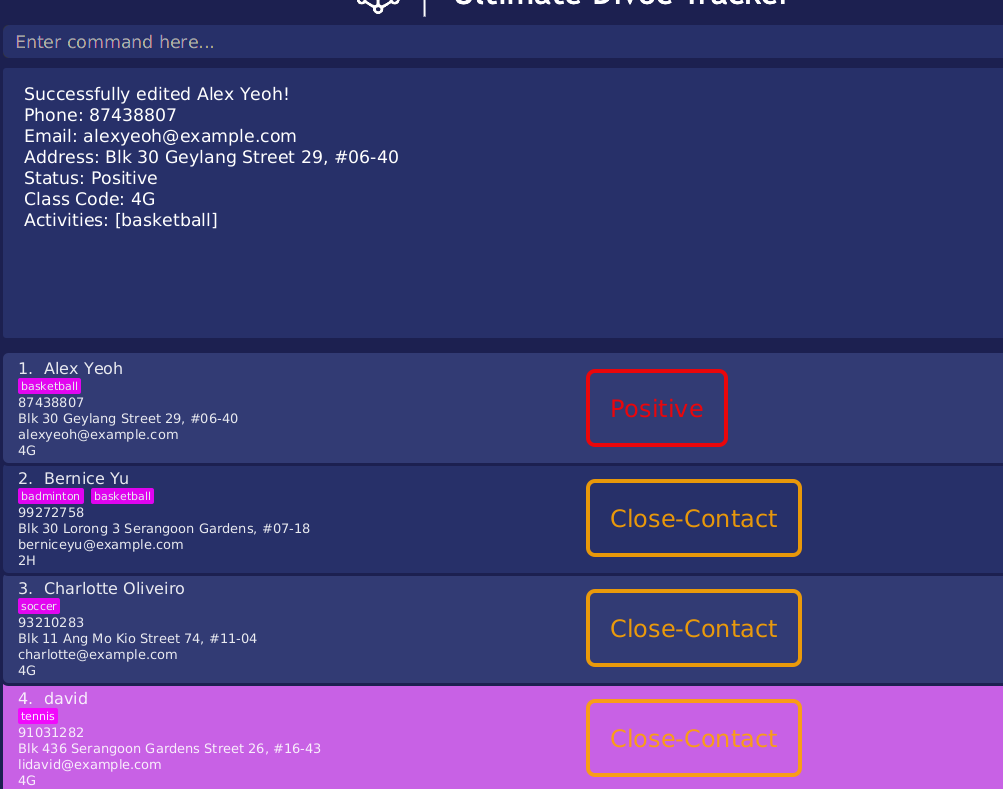 Ultimate Divoc Tracker
Enter command here...
Successfully edited Alex Yeoh!
Phone: 87438807
Email: alexyeoh@example.com
Address: Blk 30 Geylang Street 29, #06-40
Status: Positive
Class Code: 4G
Activities: [basketball]
1. Alex Yeoh
basketball
87438807
Blk 30 Geylang Street 29, #06-40
alexyeoh@example.com
4G
Positive
2. Bernice Yu
badminton basketball
99272758
Blk 30 Lorong 3 Serangoon Gardens, #07-18
berniceyu@example.com
2H
Close-Contact
3. Charlotte Oliveiro
soccer
93210283
Blk 11 Ang Mo Kio Street 74, #11-04
charlotte@example.com
4G
Close-Contact
4. david
tennis
91031282
Blk 436 Serangoon Gardens Street 26, #16-43
lidavid@example.com
4G
Close-Contact